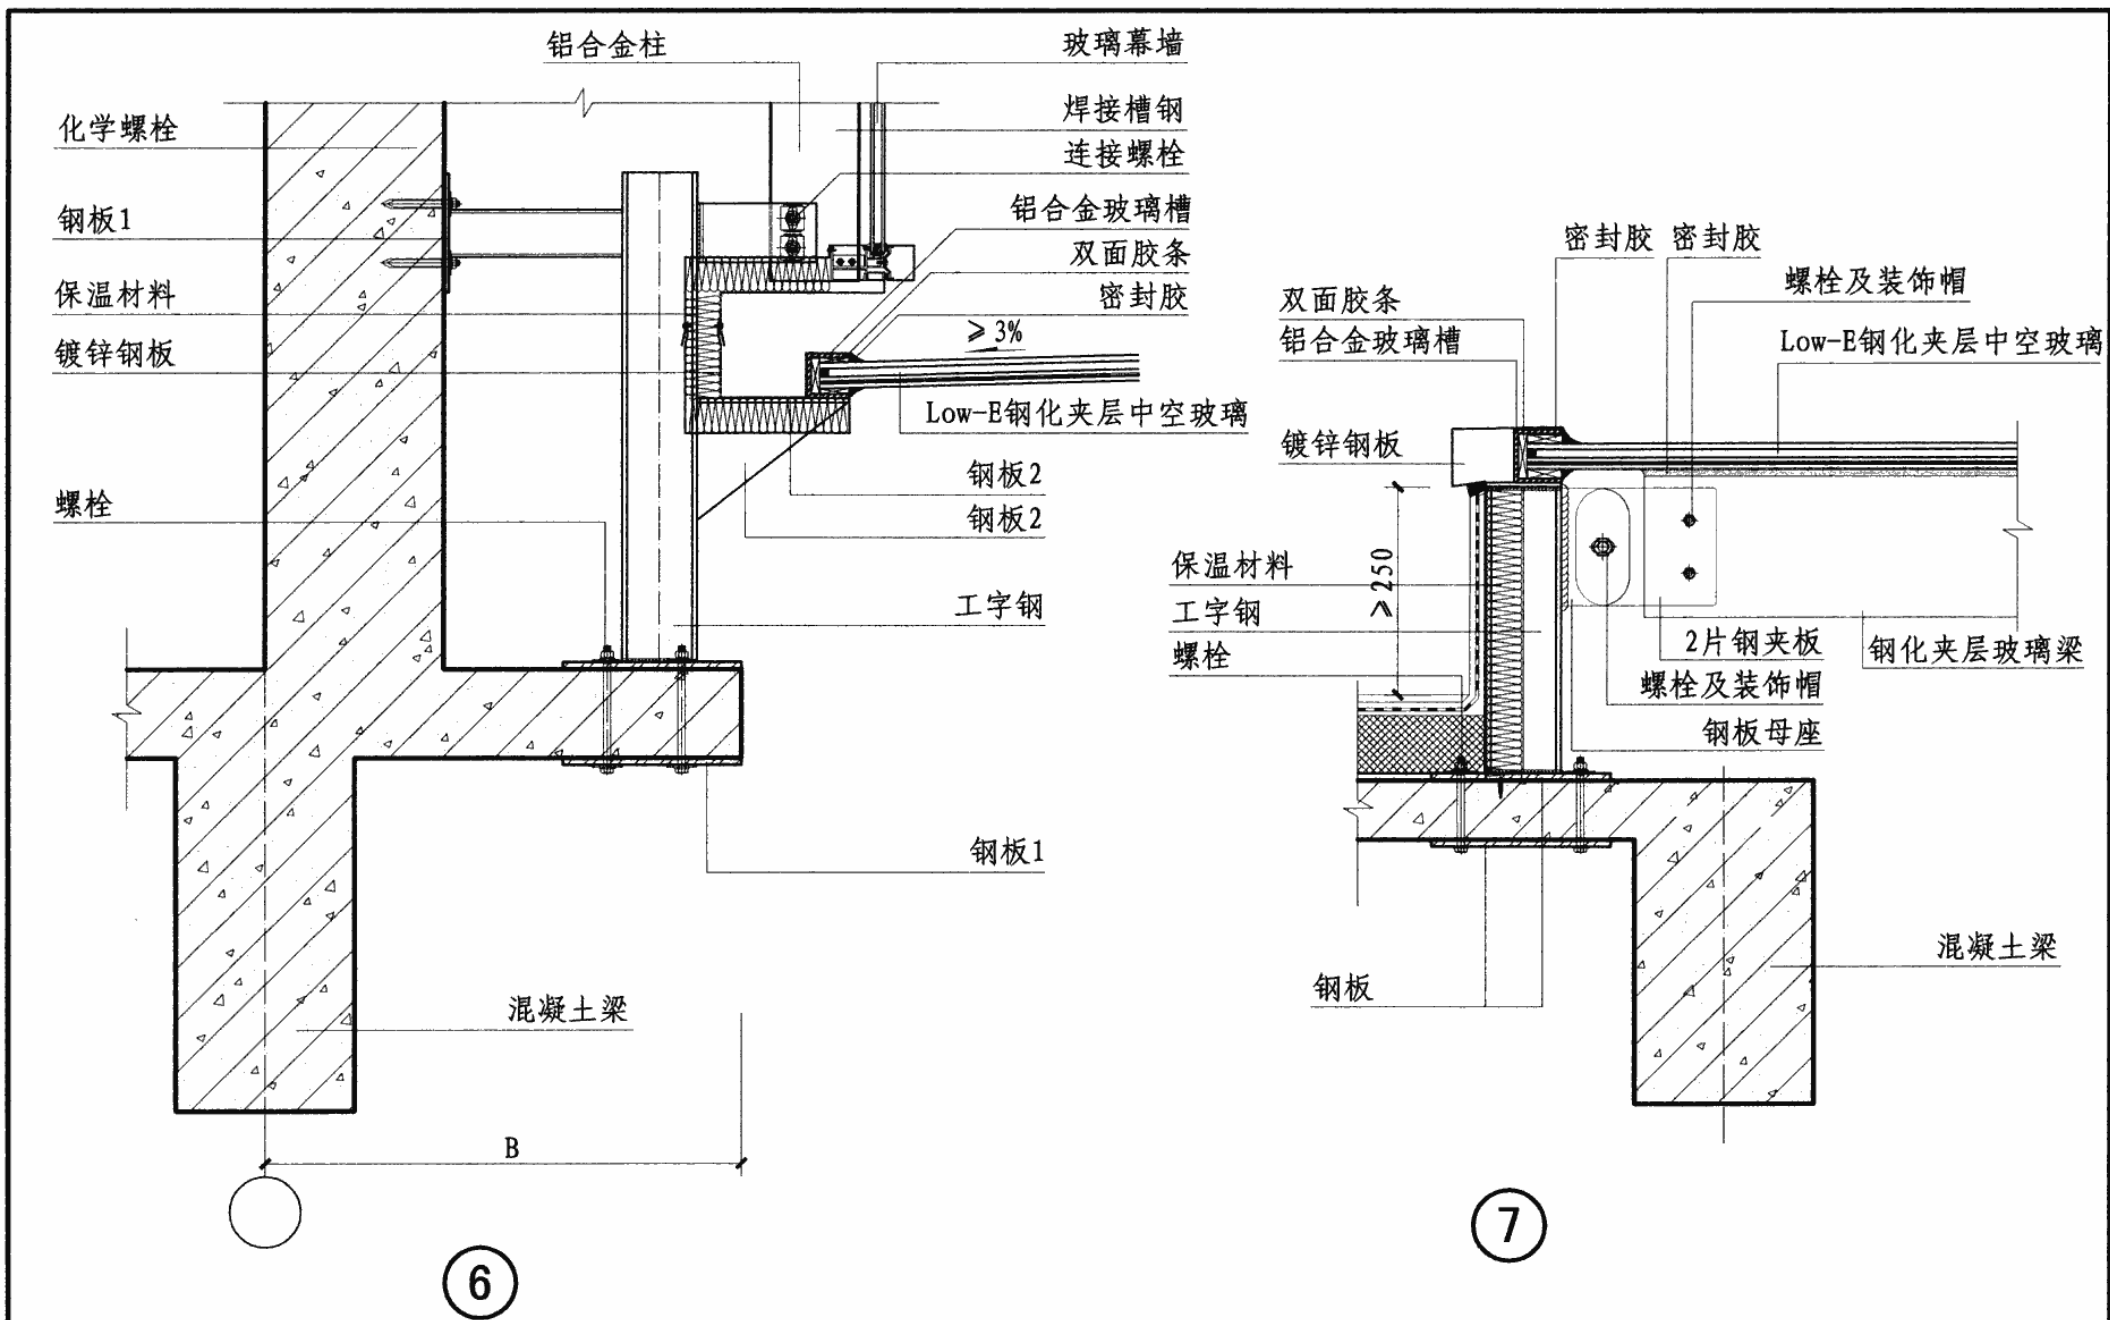 铝合金柱
玻璃幕墙
化学螺栓
焊接槽钢
连接螺栓
钢板1
铝合金玻璃槽
双面胶条
保温材料
密封胶
≥3%
镀锌钢板
Low-E钢化夹层中空玻璃
钢板2
螺栓
钢板2
工字钢
钢板1
混凝土梁
B
6
密封胶
密封胶
螺栓及装饰帽
双面胶条
铝合金玻璃槽
Low-E钢化夹层中空玻璃
镀锌钢板
≥250
保温材料
工字钢
螺栓
2片钢夹板
钢化夹层玻璃梁
螺栓及装饰帽
钢板母座
混凝土梁
钢板
7